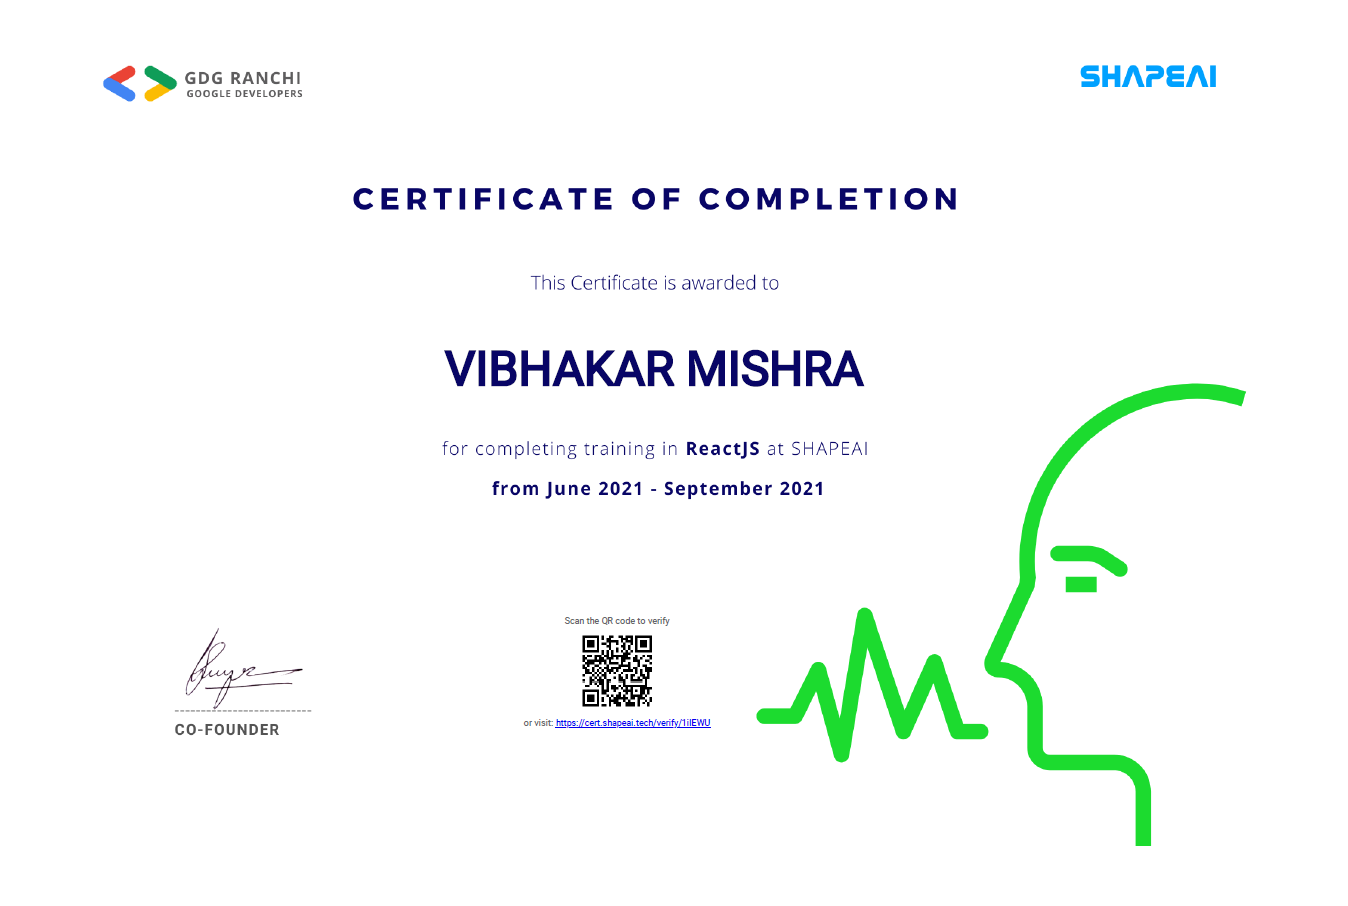 GDG RANCHI
GOOGLE DEVELOPERS
SHAPEAI
CERTIFICATE OF COMPLETION
This Certificate is awarded to
VIBHAKAR MISHRA
for completing training in ReactJS at SHAPEAI
from June 2021 - September 2021
Scan the QR code to verify
or visit: https://cert.shapeai.tech/verify/1iIEWU
CO-FOUNDER